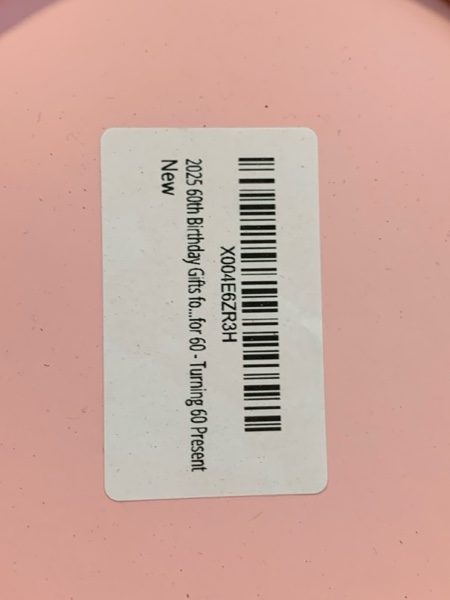 X004E6ZR3H
2025 60th Birthday Gifts fo...for 60 - Turning 60 Present
New